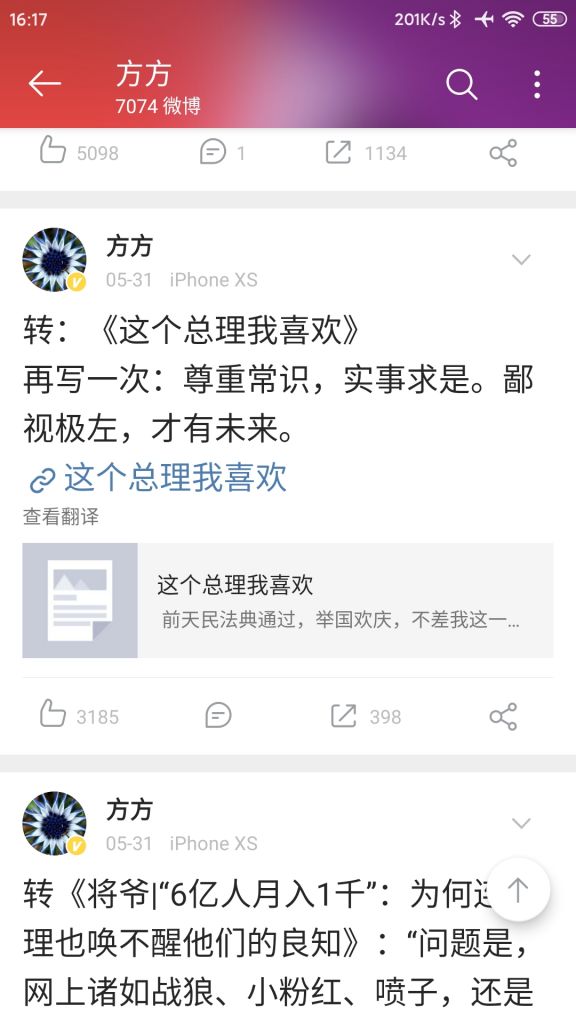 16:17 201K/s 55
方方
7074 微博
5098 1 1134
方方
05-31 iPhone XS
转：《这个总理我喜欢》
再写一次：尊重常识，实事求是。鄙
视极左，才有未来。
这个总理我喜欢
查看翻译
这个总理我喜欢
前天民法典通过，举国欢庆，不差我这一...
3185 398
方方
05-31 iPhone XS
转《将爷|“6亿人月入1千”：为何
理也唤不醒他们的良知》：“问题是，
网上诸如战狼、小粉红、喷子，还是